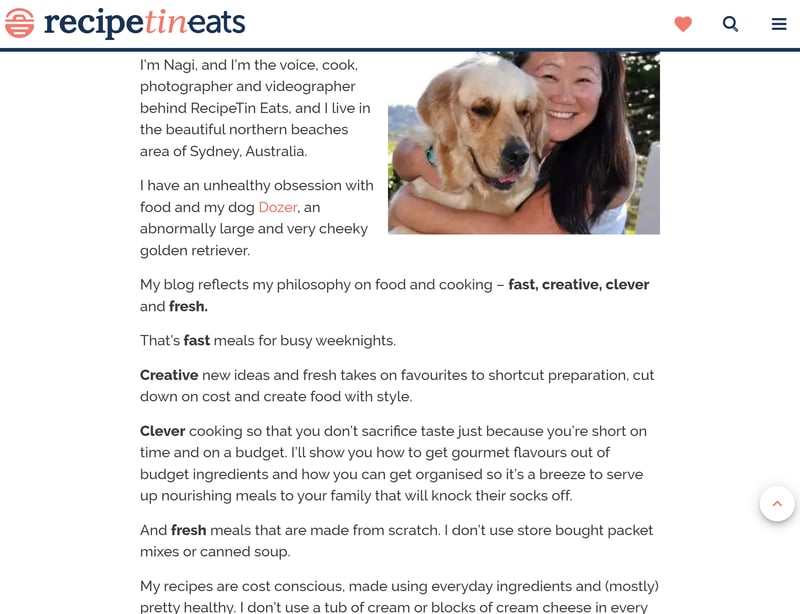 recipetineats
I'm Nagi, and I'm the voice, cook,
photographer and videographer
behind RecipeTin Eats, and I live in
the beautiful northern beaches
area of Sydney, Australia.
I have an unhealthy obsession with
food and my dog Dozer, an
abnormally large and very cheeky
golden retriever.
My blog reflects my philosophy on food and cooking – fast, creative, clever
and fresh.
That's fast meals for busy weeknights.
Creative new ideas and fresh takes on favourites to shortcut preparation, cut
down on cost and create food with style.
Clever cooking so that you don't sacrifice taste just because you're short on
time and on a budget. I'll show you how to get gourmet flavours out of
budget ingredients and how you can get organised so it's a breeze to serve
up nourishing meals to your family that will knock their socks off.
And fresh meals that are made from scratch. I don't use store bought packet
mixes or canned soup.
My recipes are cost conscious, made using everyday ingredients and (mostly)
pretty healthy. I don't use a tub of cream or blocks of cream cheese in every